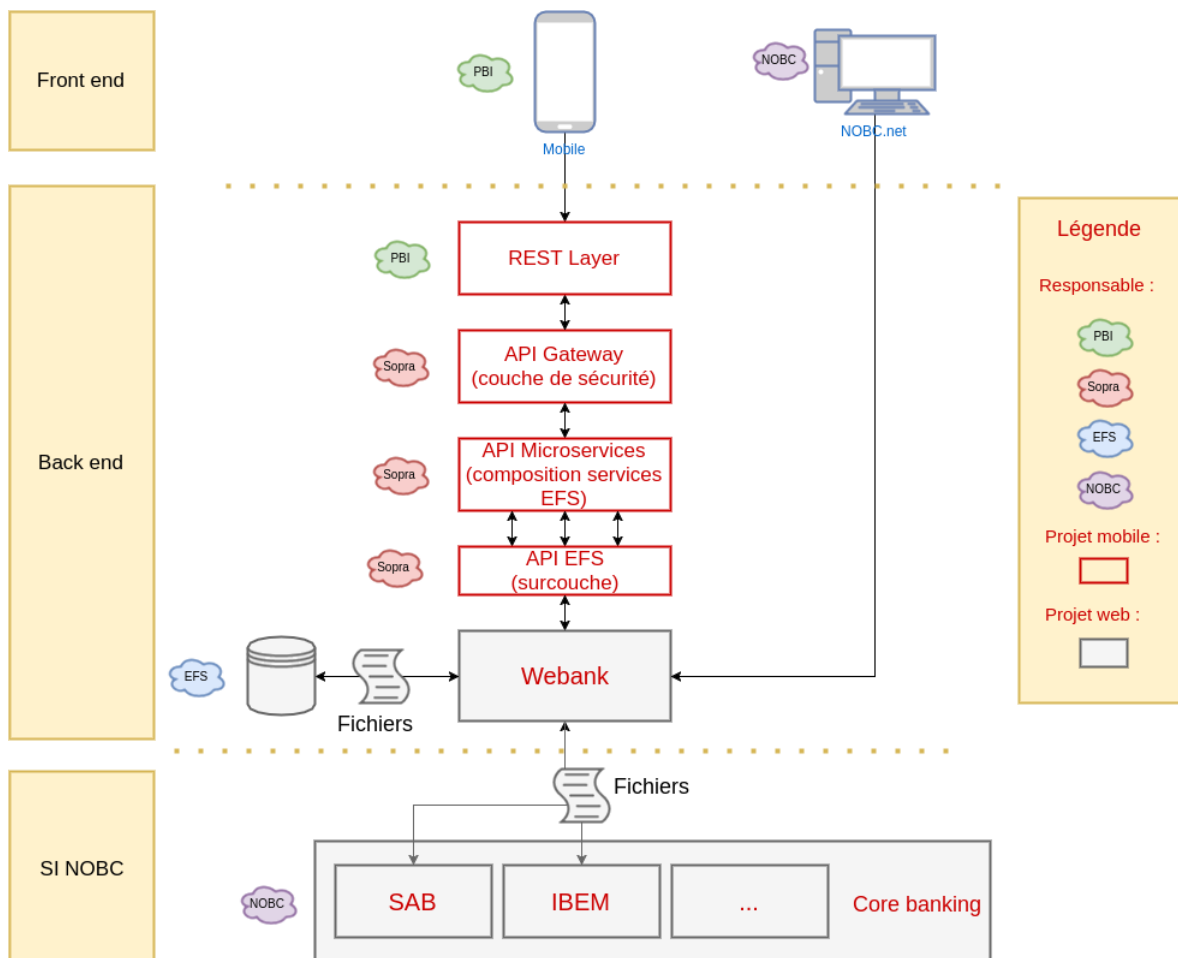 Front end
PBI
Mobile
NOBC
NOBC.net
Back end
PBI
REST Layer
Sopra
API Gateway
(couche de sécurité)
Sopra
API Microservices
(composition services
EFS)
Sopra
API EFS
(surcouche)
EFS
Fichiers
Webank
Légende
Responsable :
PBI
Sopra
EFS
NOBC
Projet mobile :
Projet web :
SI NOBC
Fichiers
NOBC
SAB
IBEM
...
Core banking